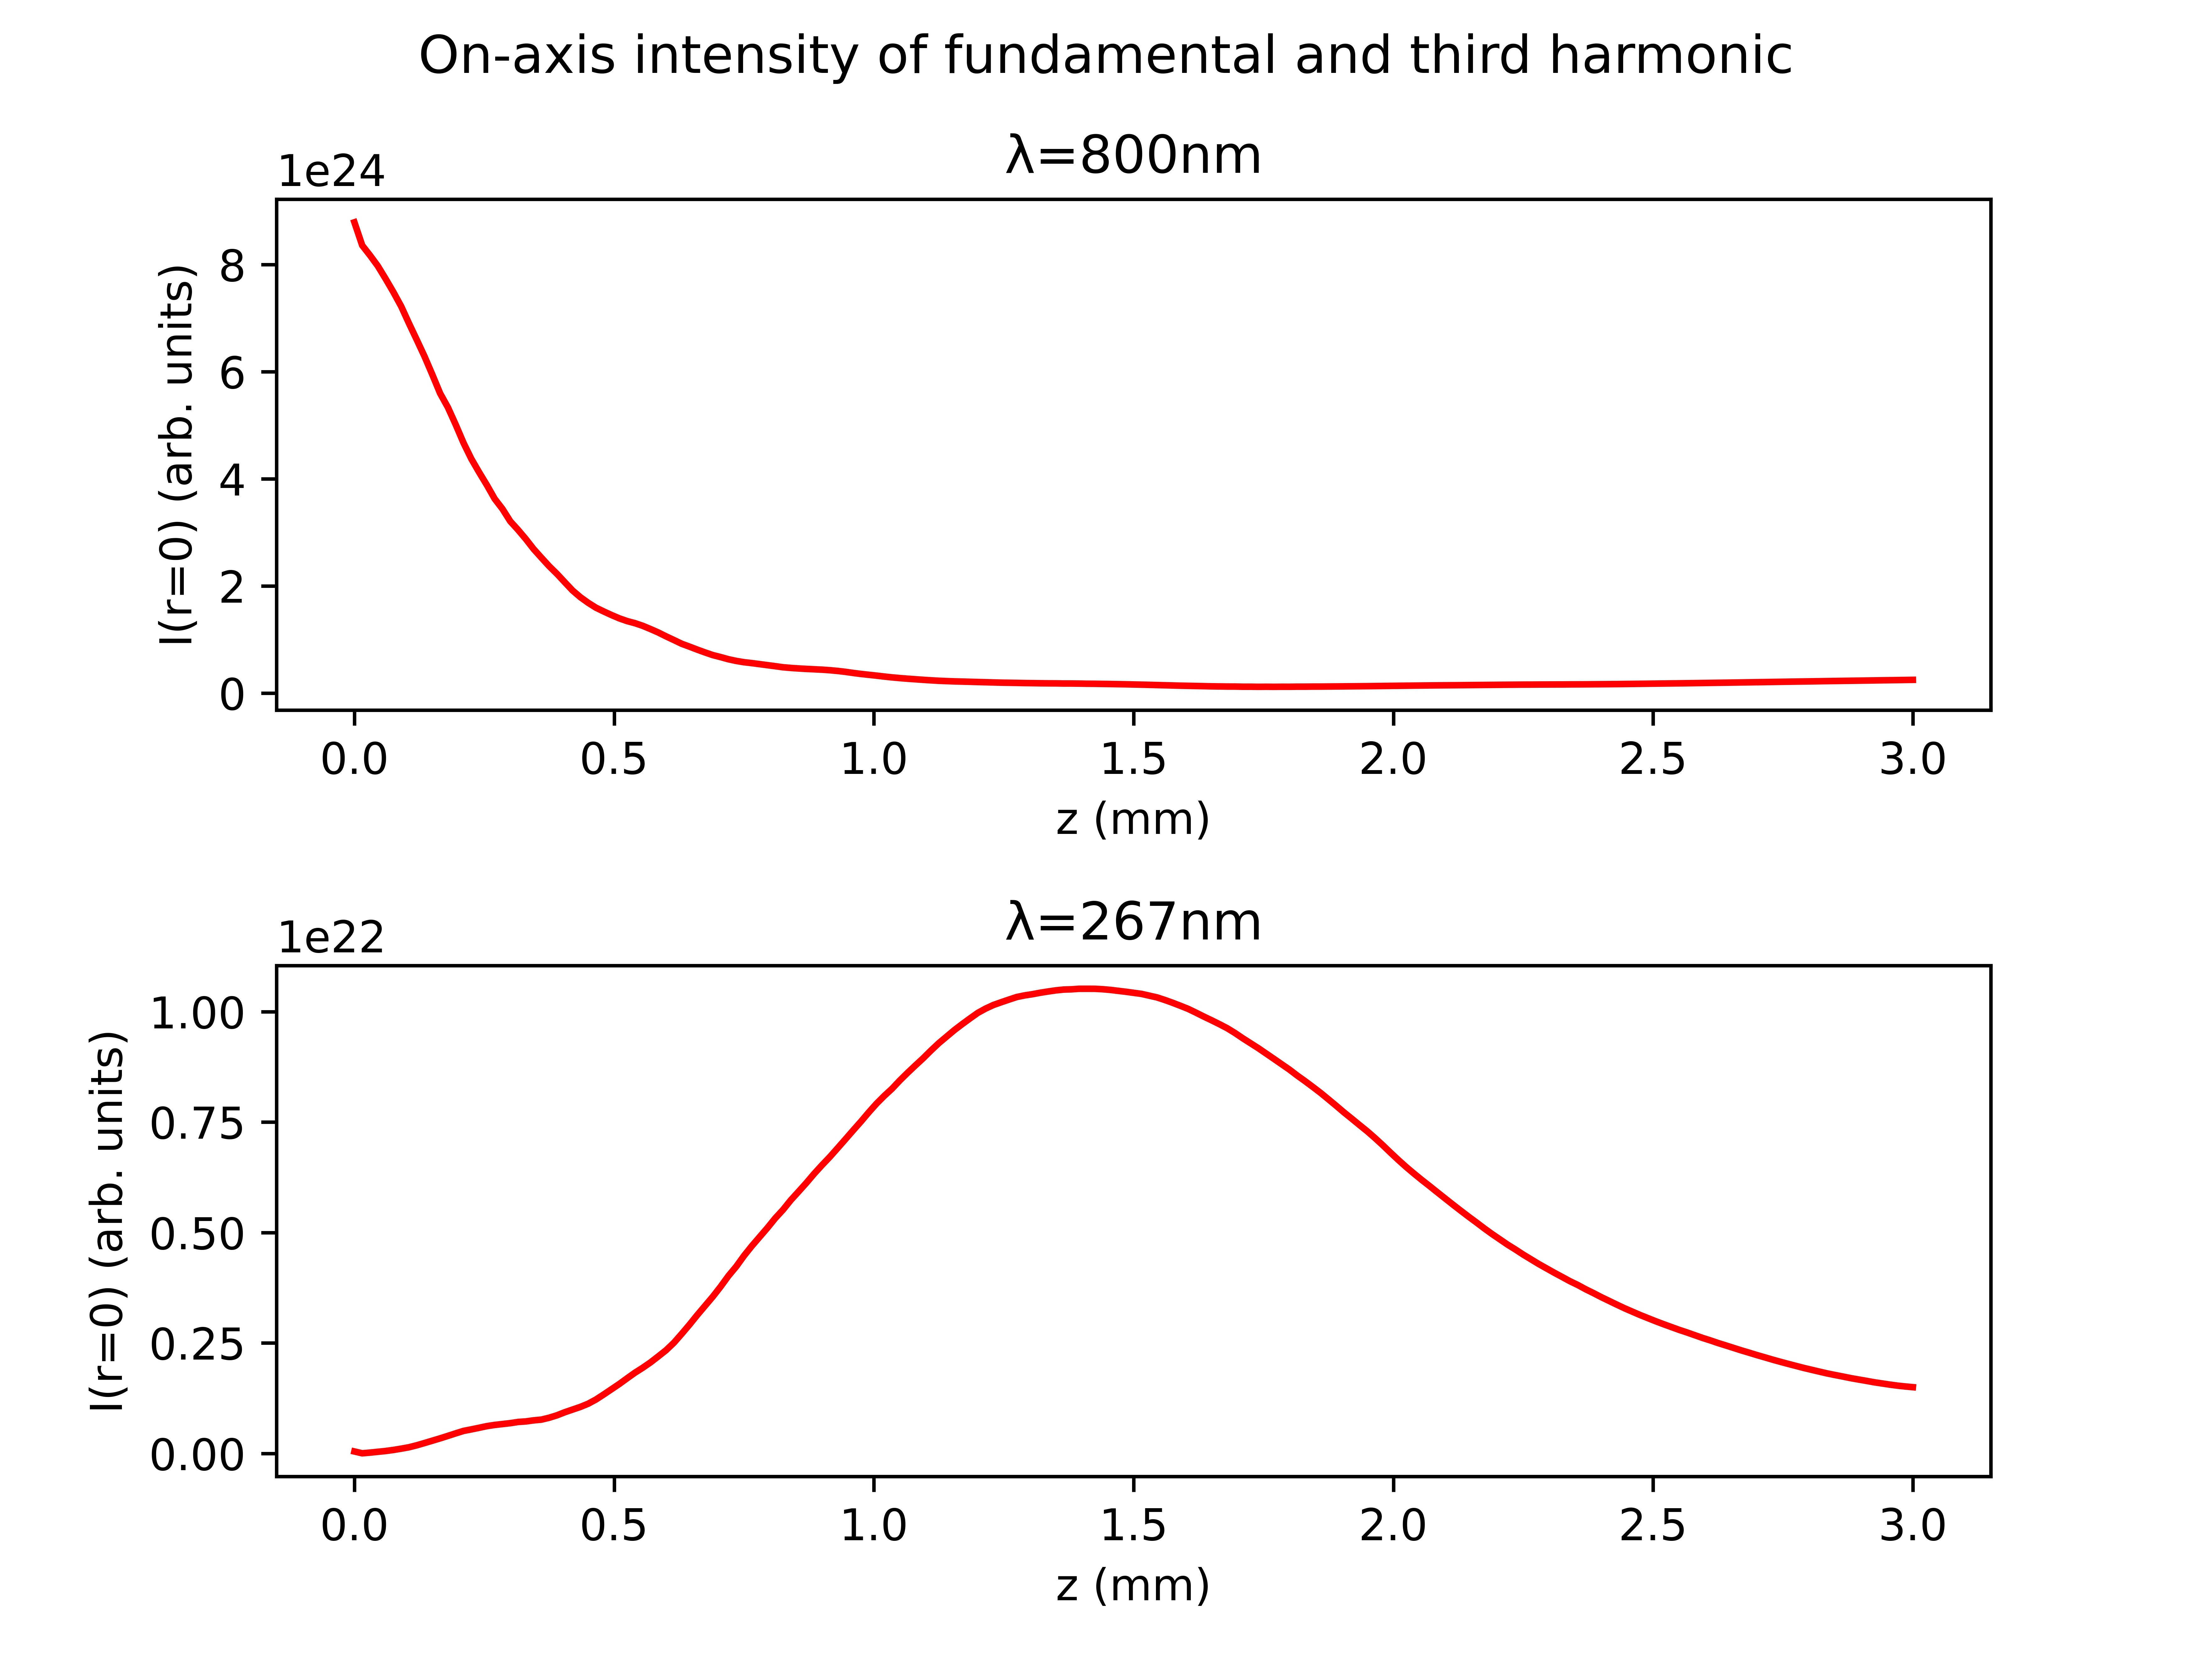 On-axis intensity of fundamental and third harmonic
λ=800nm
1e24
I(r=0) (arb. units)
8
6
4
2
0
0.0 0.5 1.0 1.5 2.0 2.5 3.0
z (mm)
λ=267nm
1e22
I(r=0) (arb. units)
1.00
0.75
0.50
0.25
0.00
0.0 0.5 1.0 1.5 2.0 2.5 3.0
z (mm)